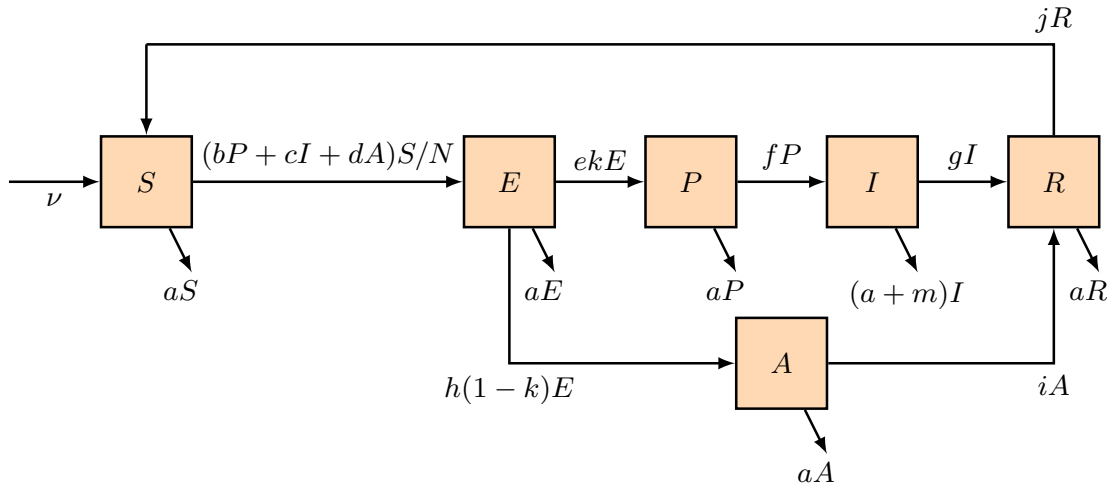 jR
(bP + cI + dA)S/N
ekE
fP
gI
S
E
P
I
R
ν
aS
aE
aP
(a + m)I
aR
A
h(1 − k)E
iA
aA